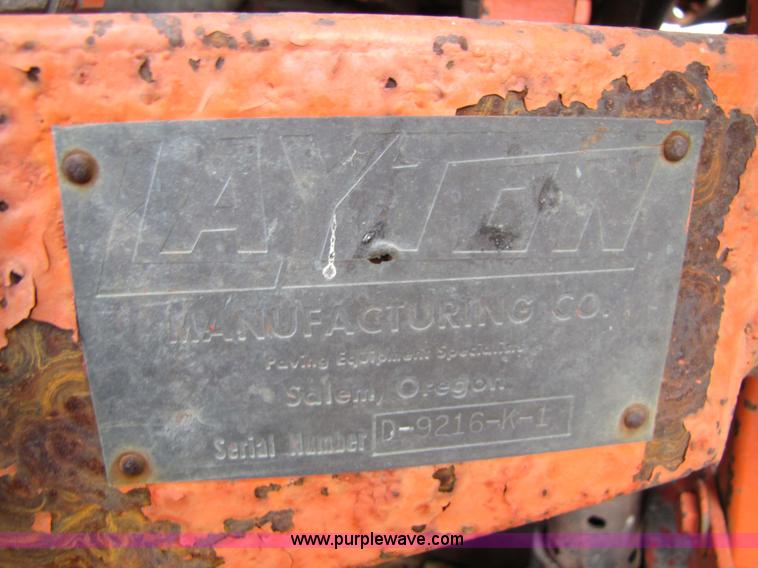 LAYTON
MANUFACTURING CO.
Paving Equipment Specialists
Salem, Oregon
Serial Number D-9216-K-1
www.purplewave.com